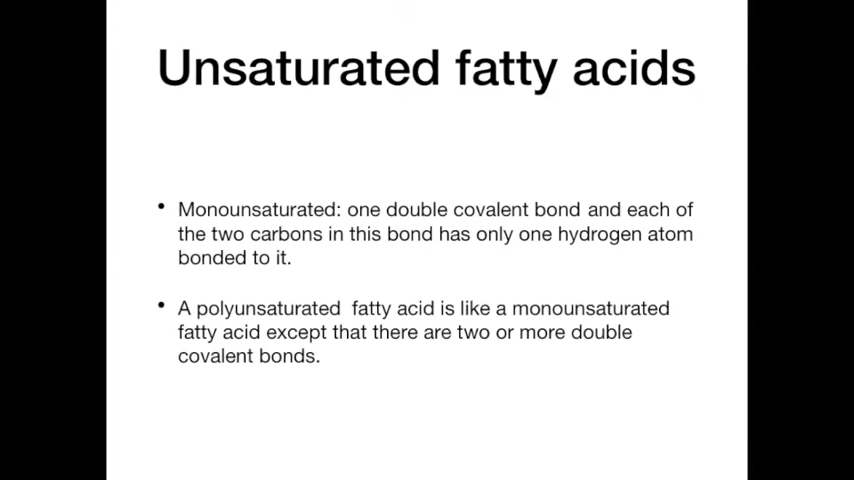 Unsaturated fatty acids
• Monounsaturated: one double covalent bond and each of
the two carbons in this bond has only one hydrogen atom
bonded to it.
• A polyunsaturated  fatty acid is like a monounsaturated
fatty acid except that there are two or more double
covalent bonds.